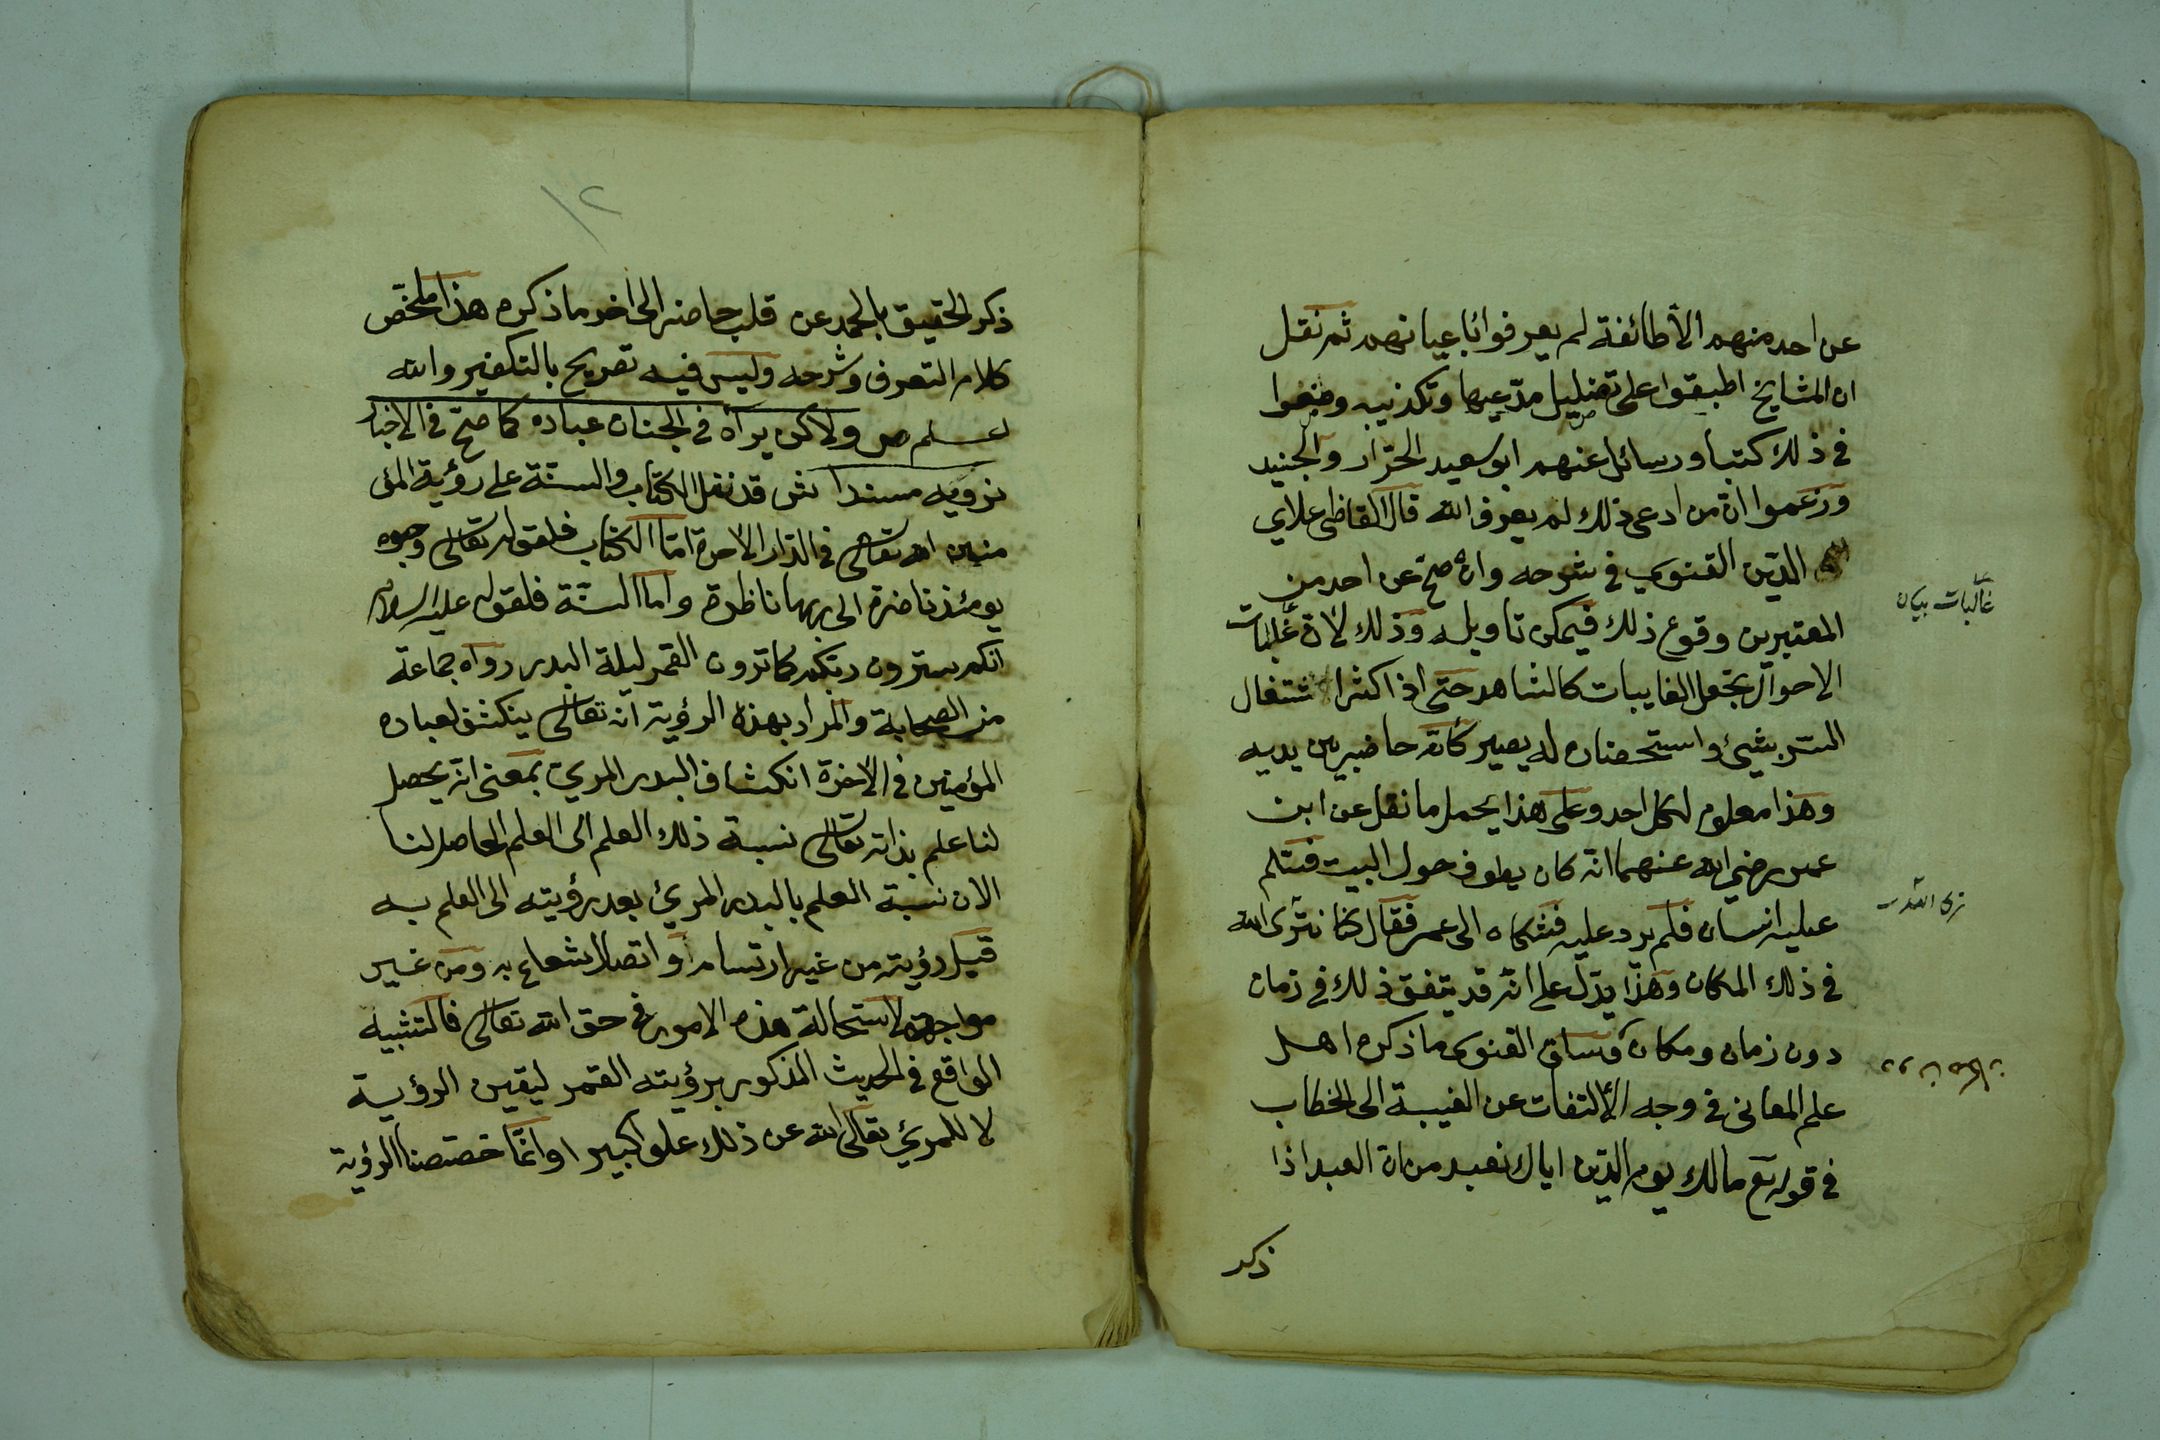 عن احد منهم الا طائفة لم يعرفوا باعيانهم ثم نقل
ان المشايخ اطبقوا على تضليل مدعيها وتكذيبه وصنفوا
في ذلك كتبا ورسائل عنهم ابو سعيد الخرّاز والجنيد
وزعموا ان من ادعى ذلك لم يعرف الله قال القاضى علاى
الدين القنوي في شرحه وان صح عن احد من
المعتبرين وقوع ذلك فيمكن تاويله وذلك لان غلبات
الاحوال تجعل الغايبات كالشاهد حتى اذا كثر اشتغال
السر بشيئ واستحضاره له يصير كانه حاضر بين يديه
وهذا معلوم لكل احد وعلى هذا يحمل ما نقل عن ابن
عمر رضي الله عنهما انه كان يطوف حول البيت فسلم
عليه انسان فلم يرد عليه فشكاه الى عمر فقال كنا نترى الله
في ذلك المكان وهذا يدل على انه قد يتفق ذلك في زمان
دون زمان ومكان وساق القنوى ما ذكره اهل
علم المعانى في وجه الالتفات عن الغيبة الى الخطاب
في قوله تع مالك يوم الدين اياك نعبد من ان العبد اذا
ذكر
غالبات بيان
١٢
ذكر الحقيق بالحمد عن قلب حاضر الى اخر ما ذكره هذا ملخص
كلام التعرف وشرحه وليس فيه تصريح بالتكفير والله
اعلم ص ولاكن يراه في الجنان عباده كما صح في الاخبار
نرويه مسندا ش قد نقل الكتاب والسنة على رؤية المؤ
منين الله تعالى في الدار الاخرة اما الكتاب فلقوله تعالى وجوه
يومئذ ناضرة الى ربها ناظرة واما السنة فلقوله عليه السلام
انكم سترون ربكم كما ترون القمر ليلة البدر رواه جماعة
من الصحابة والمراد بهذه الرؤية انه تعالى ينكشف لعباده
المؤمنين في الاخرة انكشاف البدر المري بمعنى انه يحصل
لنا علم بذاته تعالى نسبة ذلك العلم الى العلم الحاصل لنا
الان نسبة العلم بالبدر المريئ بعد رؤيته الى العلم به
قبل رؤيته من غير ارتسام او اتصال شعاع به ومن غير
مواجهة لاستحالة هذه الامور في حق الله تعالى فالتشبيه
الواقع في الحديث المذكور برؤيته القمر ليقين الرؤية
لا للمرئ تعالى الله عن ذلك علوا كبيرا وانما خصصنا الرؤية